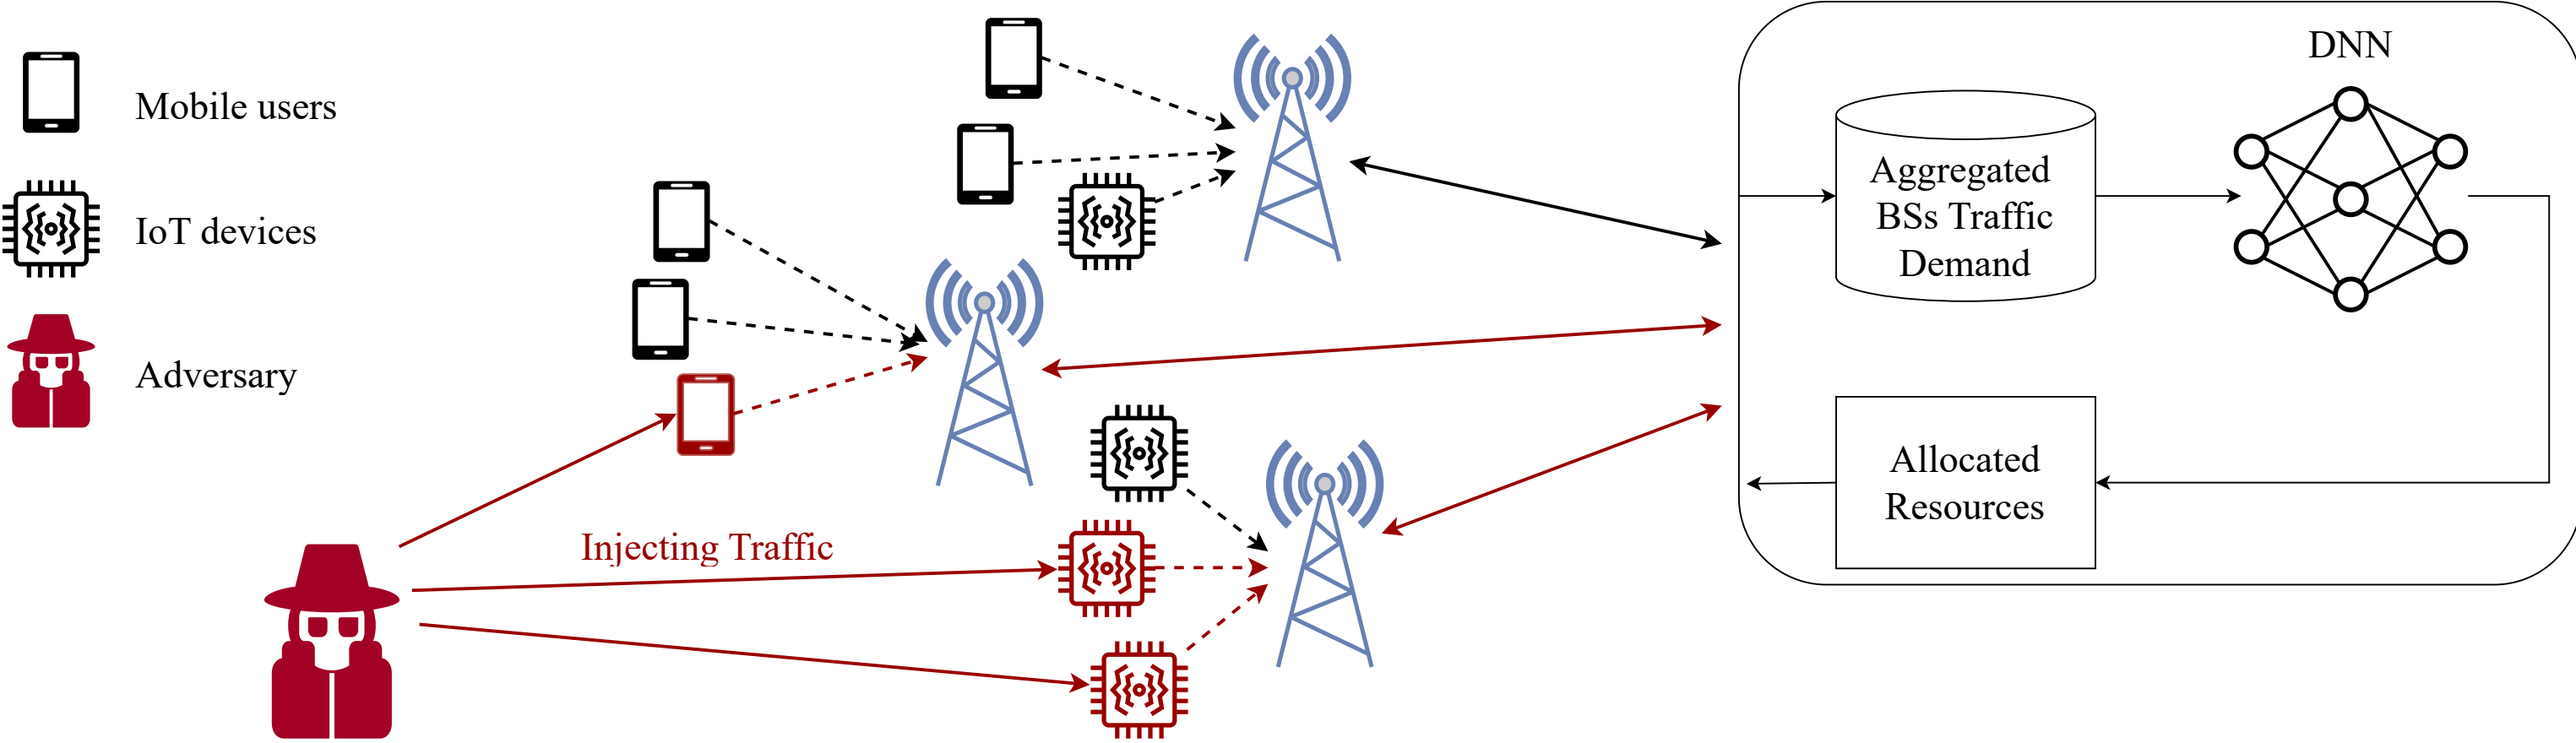 Mobile users
IoT devices
Adversary
Injecting Traffic
DNN
Aggregated
BSs Traffic
Demand
Allocated
Resources